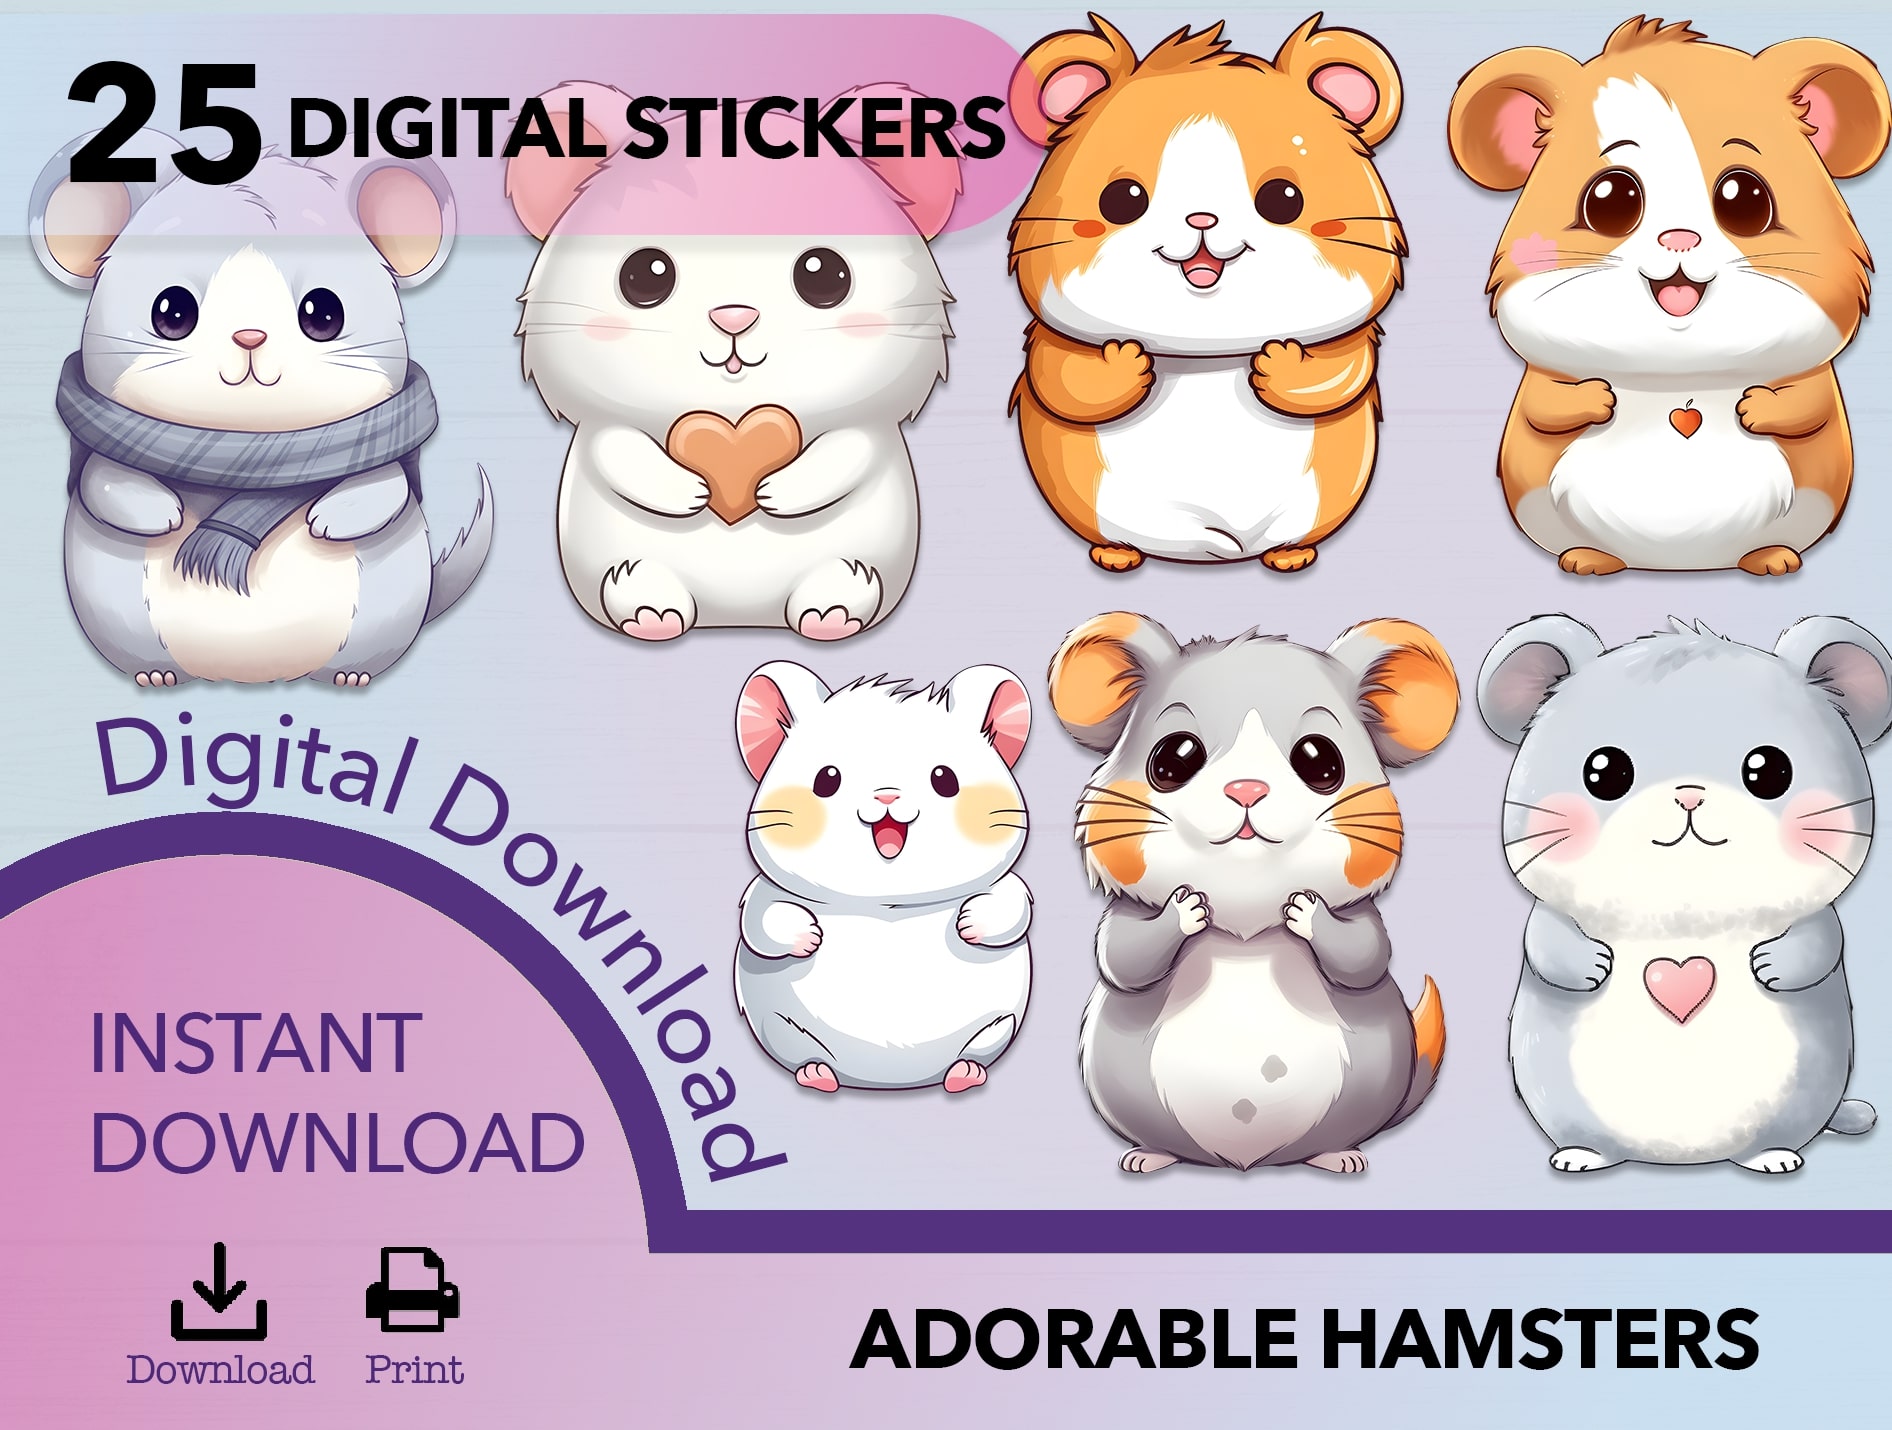 25 DIGITAL STICKERS
Digital Download
INSTANT
DOWNLOAD
Download
Print
ADORABLE HAMSTERS